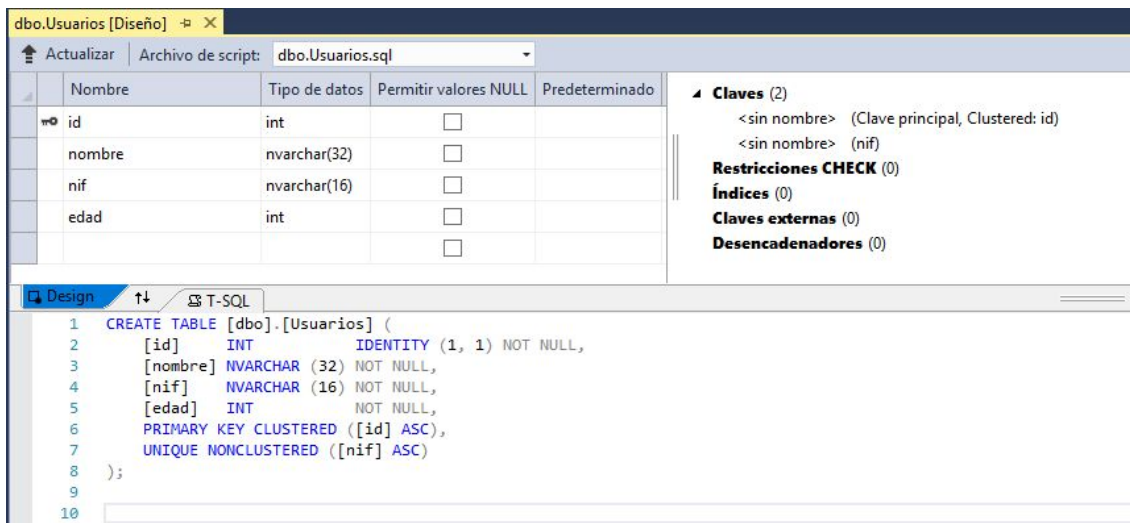 dbo.Usuarios [Diseño]
Actualizar Archivo de script: dbo.Usuarios.sql
Nombre Tipo de datos Permitir valores NULL Predeterminado
id int
nombre nvarchar(32)
nif nvarchar(16)
edad int
Claves (2)
<sin nombre> (Clave principal, Clustered: id)
<sin nombre> (nif)
Restricciones CHECK (0)
Índices (0)
Claves externas (0)
Desencadenadores (0)
Design T-SQL
1 CREATE TABLE [dbo].[Usuarios] (
2 [id] INT IDENTITY (1, 1) NOT NULL,
3 [nombre] NVARCHAR (32) NOT NULL,
4 [nif] NVARCHAR (16) NOT NULL,
5 [edad] INT NOT NULL,
6 PRIMARY KEY CLUSTERED ([id] ASC),
7 UNIQUE NONCLUSTERED ([nif] ASC)
8 );
9
10